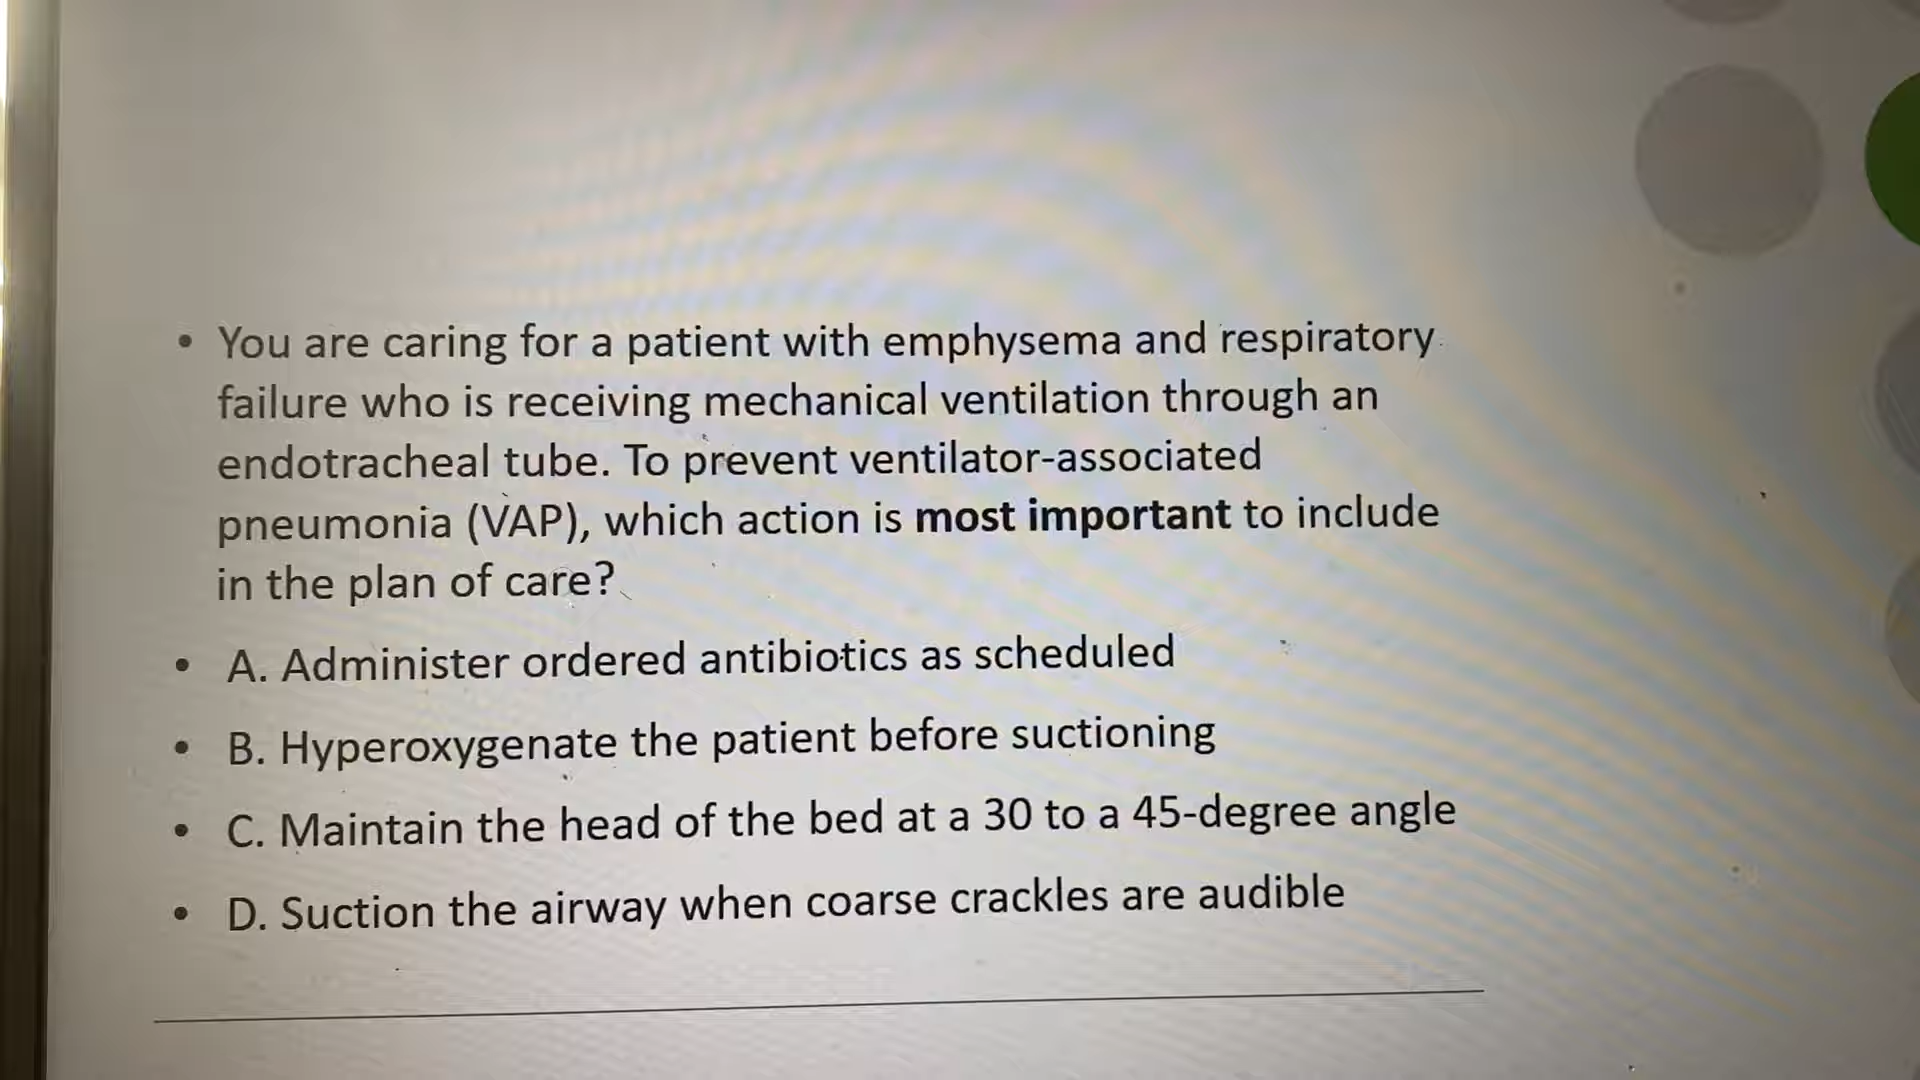 • You are caring for a patient with emphysema and respiratory
failure who is receiving mechanical ventilation through an
endotracheal tube. To prevent ventilator-associated
pneumonia (VAP), which action is most important to include
in the plan of care?
• A. Administer ordered antibiotics as scheduled
• B. Hyperoxygenate the patient before suctioning
• C. Maintain the head of the bed at a 30 to a 45-degree angle
• D. Suction the airway when coarse crackles are audible